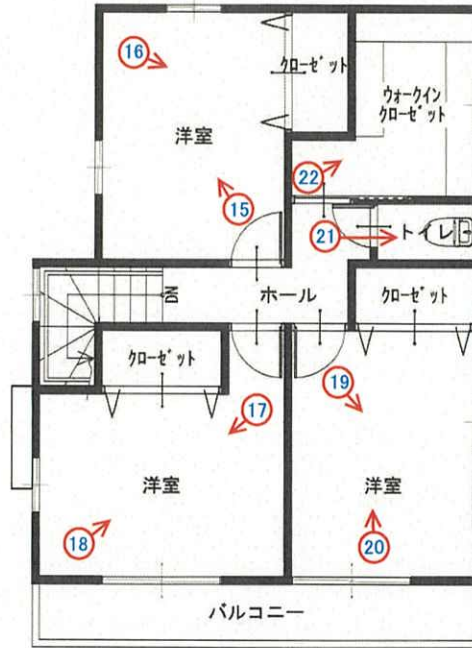 16
クローゼット
ウォークイン
クローゼット
洋室
22
15
21
トイレ
DN
ホール
クローゼット
クローゼット
17
19
洋室
洋室
18
20
バルコニー